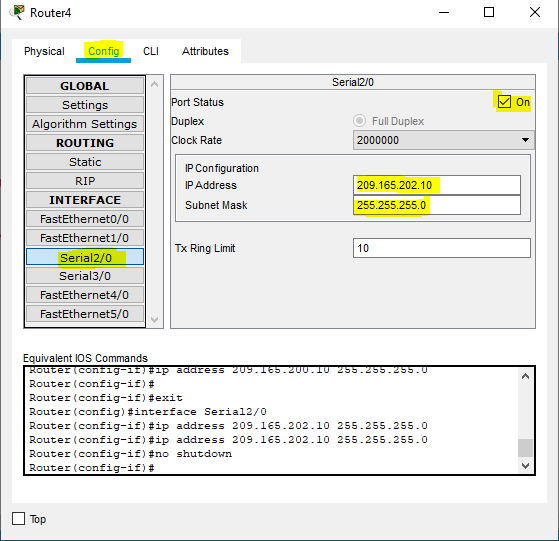 Router4
Physical Config CLI Attributes
GLOBAL
Settings
Algorithm Settings
ROUTING
Static
RIP
INTERFACE
FastEthernet0/0
FastEthernet1/0
Serial2/0
Serial3/0
FastEthernet4/0
FastEthernet5/0
Serial2/0
Port Status On
Duplex Full Duplex
Clock Rate 2000000
IP Configuration
IP Address 209.165.202.10
Subnet Mask 255.255.255.0
Tx Ring Limit 10
Equivalent IOS Commands
Router(config-if)#ip address 209.165.200.10 255.255.255.0
Router(config-if)#
Router(config-if)#exit
Router(config)#interface Serial2/0
Router(config-if)#ip address 209.165.202.10 255.255.255.0
Router(config-if)#ip address 209.165.202.10 255.255.255.0
Router(config-if)#no shutdown
Router(config-if)#
Top